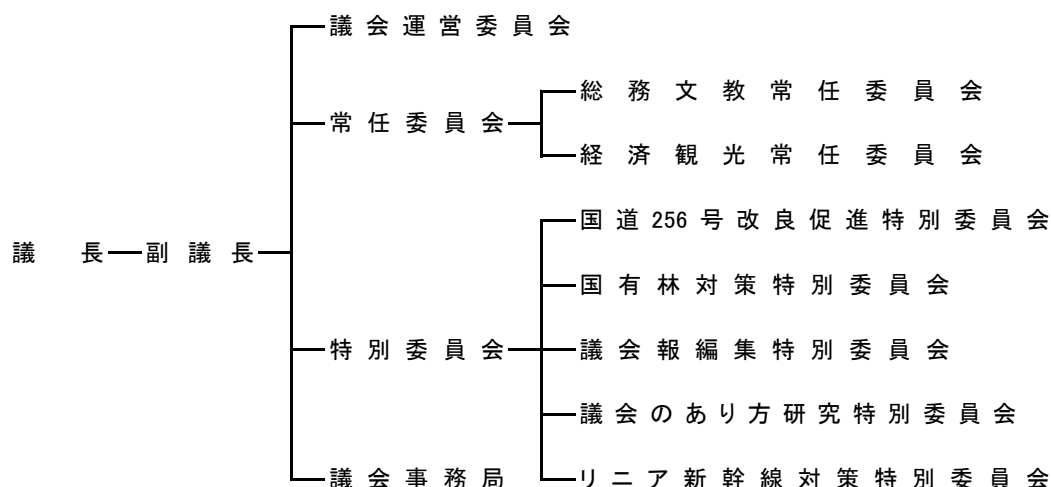 議会運営委員会
総務文教常任委員会
常任委員会
経済観光常任委員会
国道256号改良促進特別委員会
議長 副議長
国有林対策特別委員会
特別委員会 議会報編集特別委員会
議会のあり方研究特別委員会
議会事務局 リニア新幹線対策特別委員会